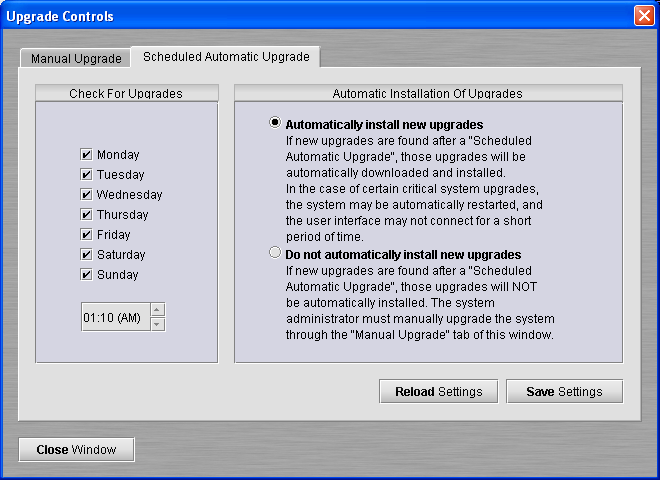 Upgrade Controls
Manual Upgrade
Scheduled Automatic Upgrade
Check For Upgrades
Monday
Tuesday
Wednesday
Thursday
Friday
Saturday
Sunday
01:10 (AM)
Automatic Installation Of Upgrades
Automatically install new upgrades
If new upgrades are found after a "Scheduled
Automatic Upgrade", those upgrades will be
automatically downloaded and installed.
In the case of certain critical system upgrades,
the system may be automatically restarted, and
the user interface may not connect for a short
period of time.
Do not automatically install new upgrades
If new upgrades are found after a "Scheduled
Automatic Upgrade", those upgrades will NOT
be automatically installed. The system
administrator must manually upgrade the system
through the "Manual Upgrade" tab of this window.
Reload Settings
Save Settings
Close Window